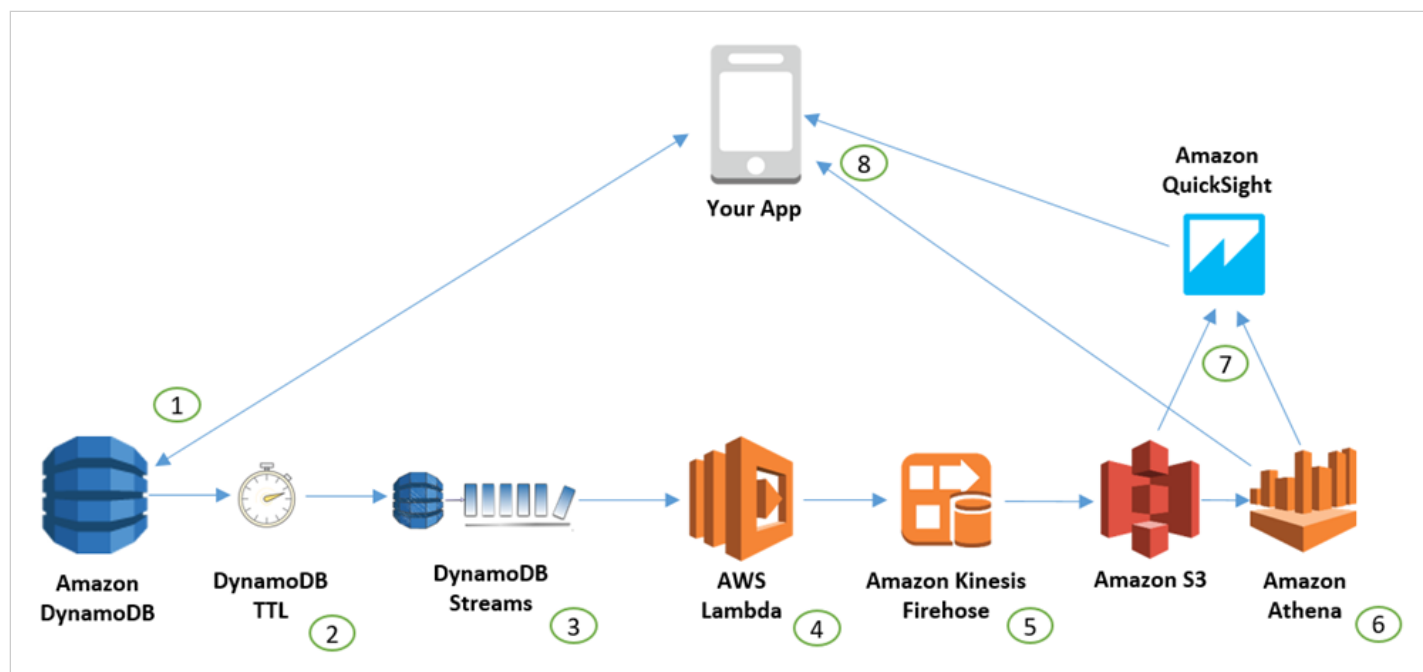 8
Your App
Amazon
QuickSight
7
1
Amazon
DynamoDB
DynamoDB
TTL
2
DynamoDB
Streams
3
AWS
Lambda
4
Amazon Kinesis
Firehose
5
Amazon S3
Amazon
Athena
6